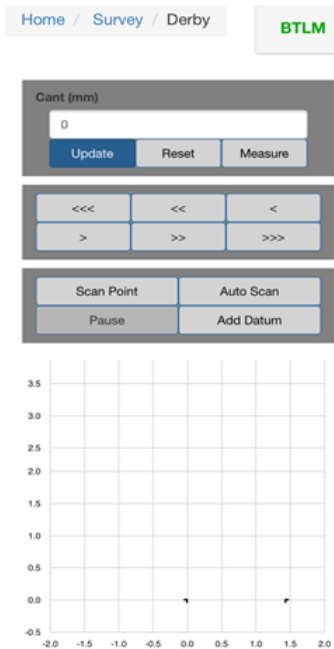 Home / Survey / Derby
BTLM
Cant (mm)
0
Update Reset Measure
<<< << <
> >> >>>
Scan Point Auto Scan
Pause Add Datum
3.5
3.0
2.5
2.0
1.5
1.0
0.5
0.0
-0.5
-2.0 -1.5 -1.0 -0.5 0.0 0.5 1.0 1.5 2.0